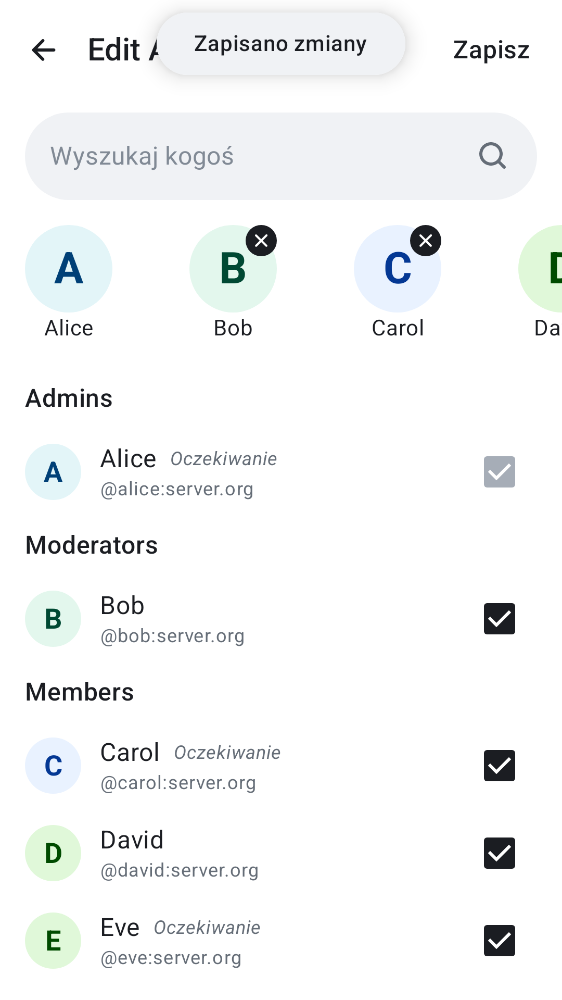 Edit A
Zapisano zmiany
Zapisz
Wyszukaj kogoś
A
B
C
D
Alice
Bob
Carol
Da
Admins
A
Alice Oczekiwanie
@alice:server.org
Moderators
B
Bob
@bob:server.org
Members
C
Carol Oczekiwanie
@carol:server.org
D
David
@david:server.org
E
Eve Oczekiwanie
@eve:server.org